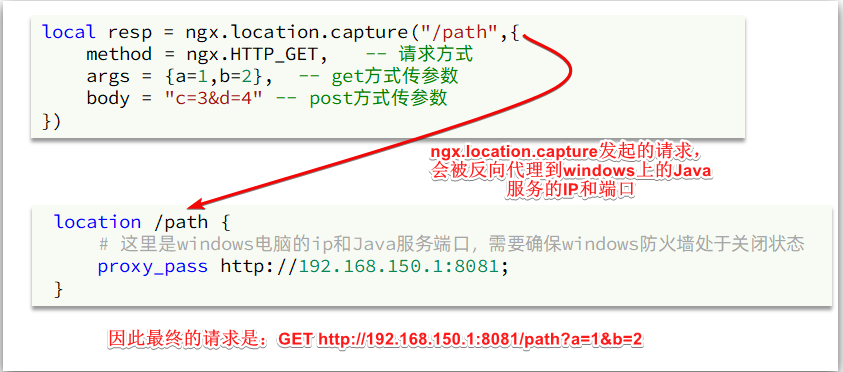 local resp = ngx.location.capture("/path",{
method = ngx.HTTP_GET, -- 请求方式
args = {a=1,b=2}, -- get方式传参数
body = "c=3&d=4" -- post方式传参数
})
ngx.location.capture发起的请求，
会被反向代理到windows上的Java
服务的IP和端口
location /path {
# 这里是windows电脑的ip和Java服务端口，需要确保windows防火墙处于关闭状态
proxy_pass http://192.168.150.1:8081;
}
因此最终的请求是：GET http://192.168.150.1:8081/path?a=1&b=2